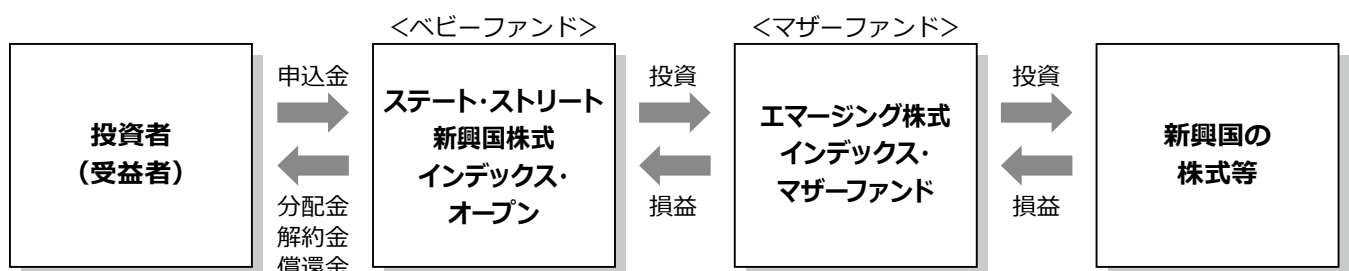 <ベビーファンド>
<マザーファンド>
投資者
(受益者)
申込金
分配金
解約金
償還金
ステート・ストリート
新興国株式
インデックス・
オープン
投資
損益
エマージング株式
インデックス・
マザーファンド
投資
損益
新興国の
株式等